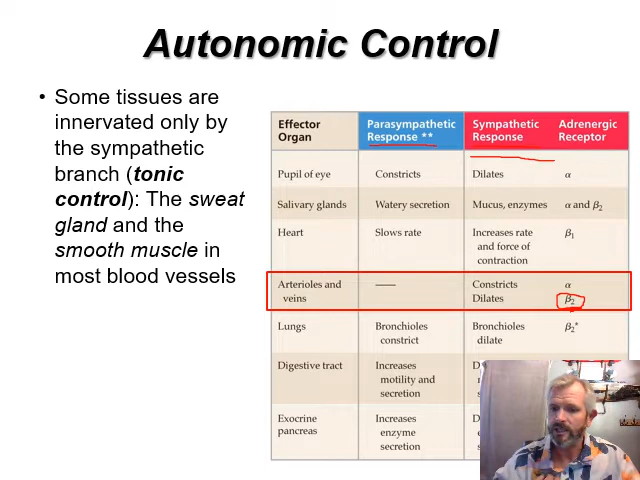 Autonomic Control
• Some tissues are
innervated only by
the sympathetic
branch (tonic
control): The sweat
gland and the
smooth muscle in
most blood vessels
Effector Organ | Parasympathetic Response ** | Sympathetic Response | Adrenergic Receptor
Pupil of eye | Constricts | Dilates | α
Salivary glands | Watery secretion | Mucus, enzymes | α and β2
Heart | Slows rate | Increases rate and force of contraction | β1
Arterioles and veins | — | Constricts Dilates | α β2
Lungs | Bronchioles constrict | Bronchioles dilate | β2*
Digestive tract | Increases motility and secretion
Exocrine pancreas | Increases enzyme secretion